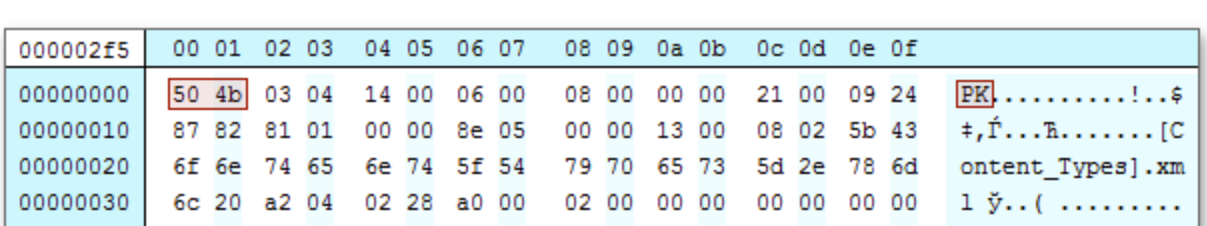 000002f5 00 01 02 03 04 05 06 07 08 09 0a 0b 0c 0d 0e 0f
00000000 50 4b 03 04 14 00 06 00 08 00 00 00 21 00 09 24 PK..........!..$
00000010 87 82 81 01 00 00 8e 05 00 00 13 00 08 02 5b 43 ‡‚Ѓ...Ћ.......[C
00000020 6f 6e 74 65 6e 74 5f 54 79 70 65 73 5d 2e 78 6d ontent_Types].xm
00000030 6c 20 a2 04 02 28 a0 00 02 00 00 00 00 00 00 00 l ў..( .........